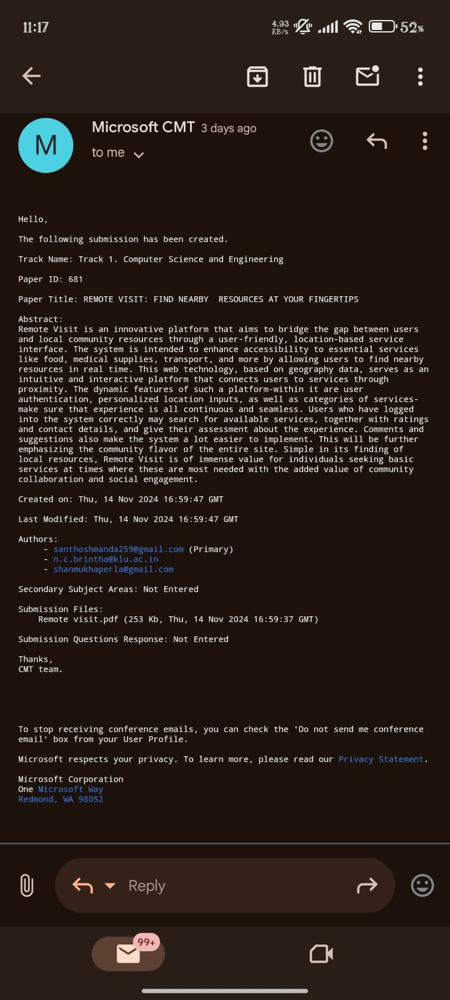 11:17
4.93 KB/s
52%
M
Microsoft CMT 3 days ago
to me
Hello,
The following submission has been created.
Track Name: Track 1. Computer Science and Engineering
Paper ID: 681
Paper Title: REMOTE VISIT: FIND NEARBY  RESOURCES AT YOUR FINGERTIPS
Abstract:
Remote Visit is an innovative platform that aims to bridge the gap between users
and local community resources through a user-friendly, location-based service
interface. The system is intended to enhance accessibility to essential services
like food, medical supplies, transport, and more by allowing users to find nearby
resources in real time. This web technology, based on geography data, serves as an
intuitive and interactive platform that connects users to services through
proximity. The dynamic features of such a platform-within it are user
authentication, personalized location inputs, as well as categories of services-
make sure that experience is all continuous and seamless. Users who have logged
into the system correctly may search for available services, together with ratings
and contact details, and give their assessment about the experience. Comments and
suggestions also make the system a lot easier to implement. This will be further
emphasizing the community flavor of the entire site. Simple in its finding of
local resources, Remote Visit is of immense value for individuals seeking basic
services at times where these are most needed with the added value of community
collaboration and social engagement.
Created on: Thu, 14 Nov 2024 16:59:47 GMT
Last Modified: Thu, 14 Nov 2024 16:59:47 GMT
Authors:
- santhoshmanda259@gmail.com (Primary)
- n.c.brintha@klu.ac.in
- shanmukhaperla@gmail.com
Secondary Subject Areas: Not Entered
Submission Files:
Remote visit.pdf (253 Kb, Thu, 14 Nov 2024 16:59:37 GMT)
Submission Questions Response: Not Entered
Thanks,
CMT team.
To stop receiving conference emails, you can check the 'Do not send me conference
email' box from your User Profile.
Microsoft respects your privacy. To learn more, please read our Privacy Statement.
Microsoft Corporation
One Microsoft Way
Redmond, WA 98052
Reply
99+